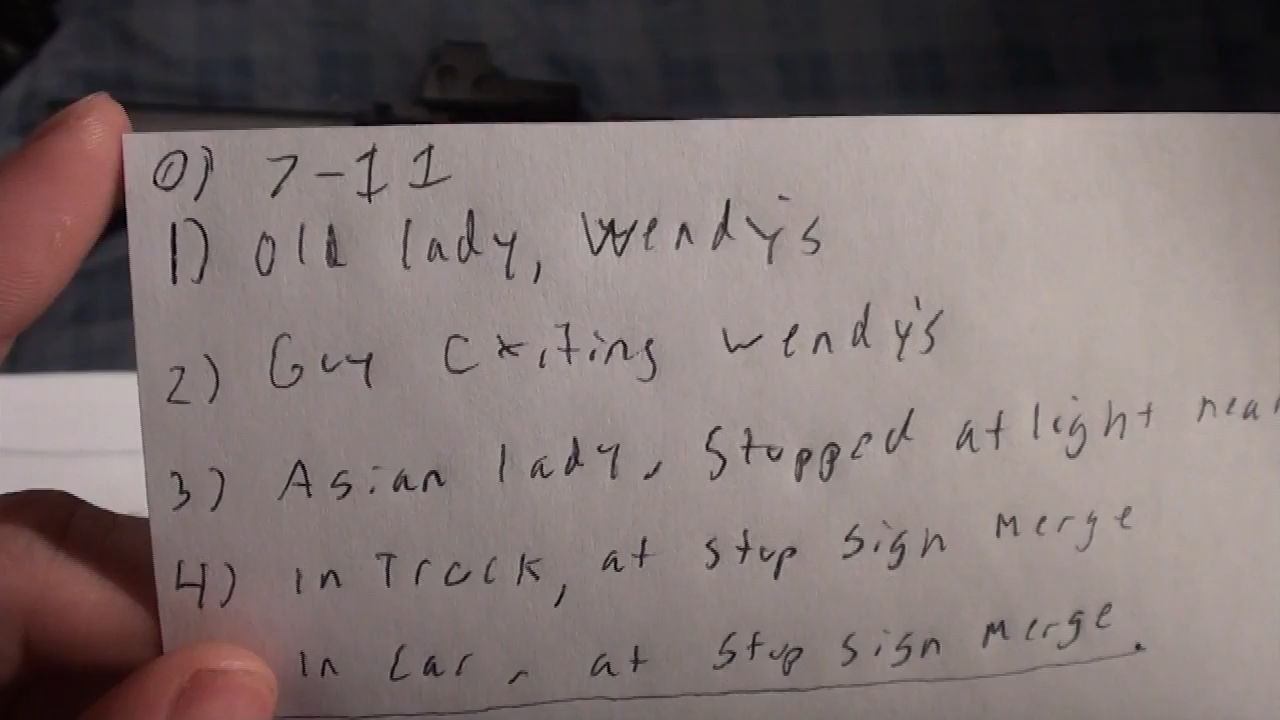 0) 7-11
1) Old lady, Wendy's
2) Guy Exiting Wendy's
3) Asian lady, Stopped at light near
4) in Truck, at stop sign merge
in Car, at stop sign merge.